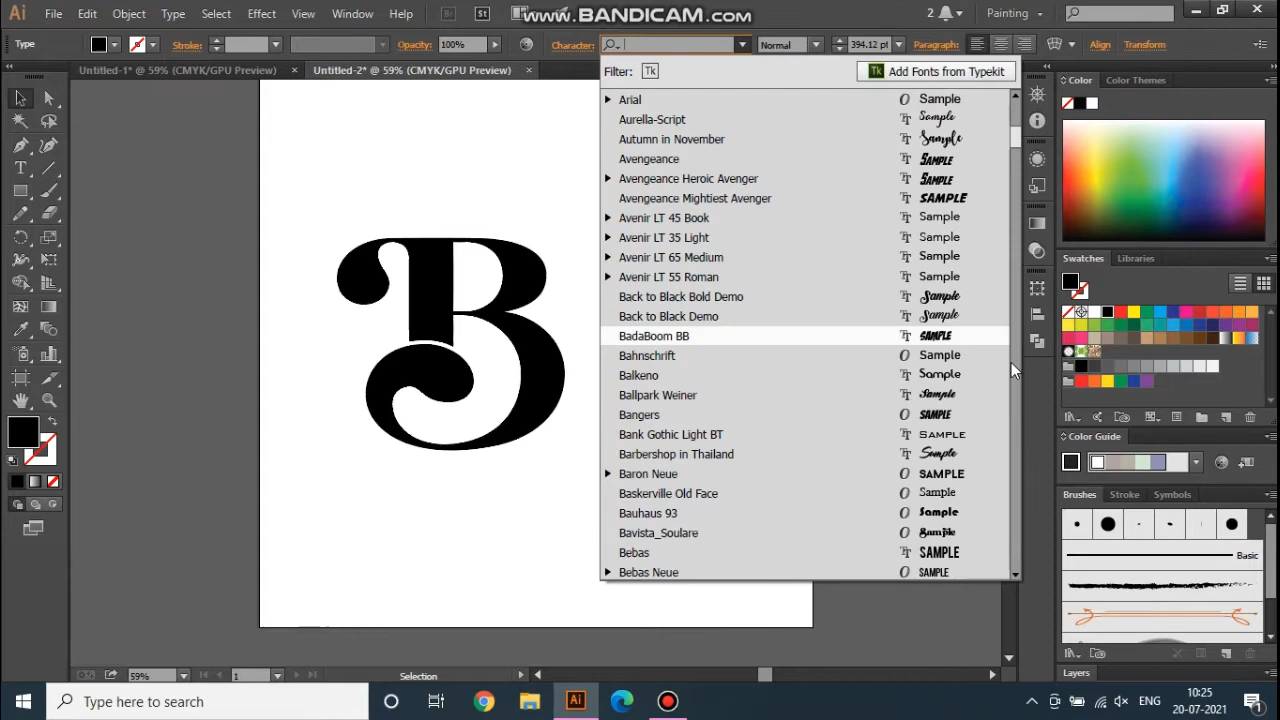 Ai File Edit Object Type Select Effect View Window Help Br St www.BANDICAM.com 2 Painting
Type Stroke: Opacity: 100% Character: Normal 394.12 pt Paragraph: Align Transform
Untitled-1* @ 59% (CMYK/GPU Preview) × Untitled-2* @ 59% (CMYK/GPU Preview) ×
Filter: Tk Tk Add Fonts from Typekit
Arial O Sample
Aurella-Script Sample
Autumn in November Sample
Avengeance SAMPLE
Avengeance Heroic Avenger SAMPLE
Avengeance Mightiest Avenger SAMPLE
Avenir LT 45 Book Sample
Avenir LT 35 Light Sample
Avenir LT 65 Medium Sample
Avenir LT 55 Roman Sample
Back to Black Bold Demo Sample
Back to Black Demo Sample
BadaBoom BB SAMPLE
Bahnschrift O Sample
Balkeno Sample
Ballpark Weiner Sample
Bangers O SAMPLE
Bank Gothic Light BT SAMPLE
Barbershop in Thailand Sample
Baron Neue O SAMPLE
Baskerville Old Face O Sample
Bauhaus 93 O Sample
Bavista_Soulare O Sample
Bebas SAMPLE
Bebas Neue O SAMPLE
B
Color Color Themes
Swatches Libraries
Color Guide
Brushes Stroke Symbols
Basic
Layers
59% 1 Selection
Type here to search
Ai
ENG
10:25
20-07-2021
1